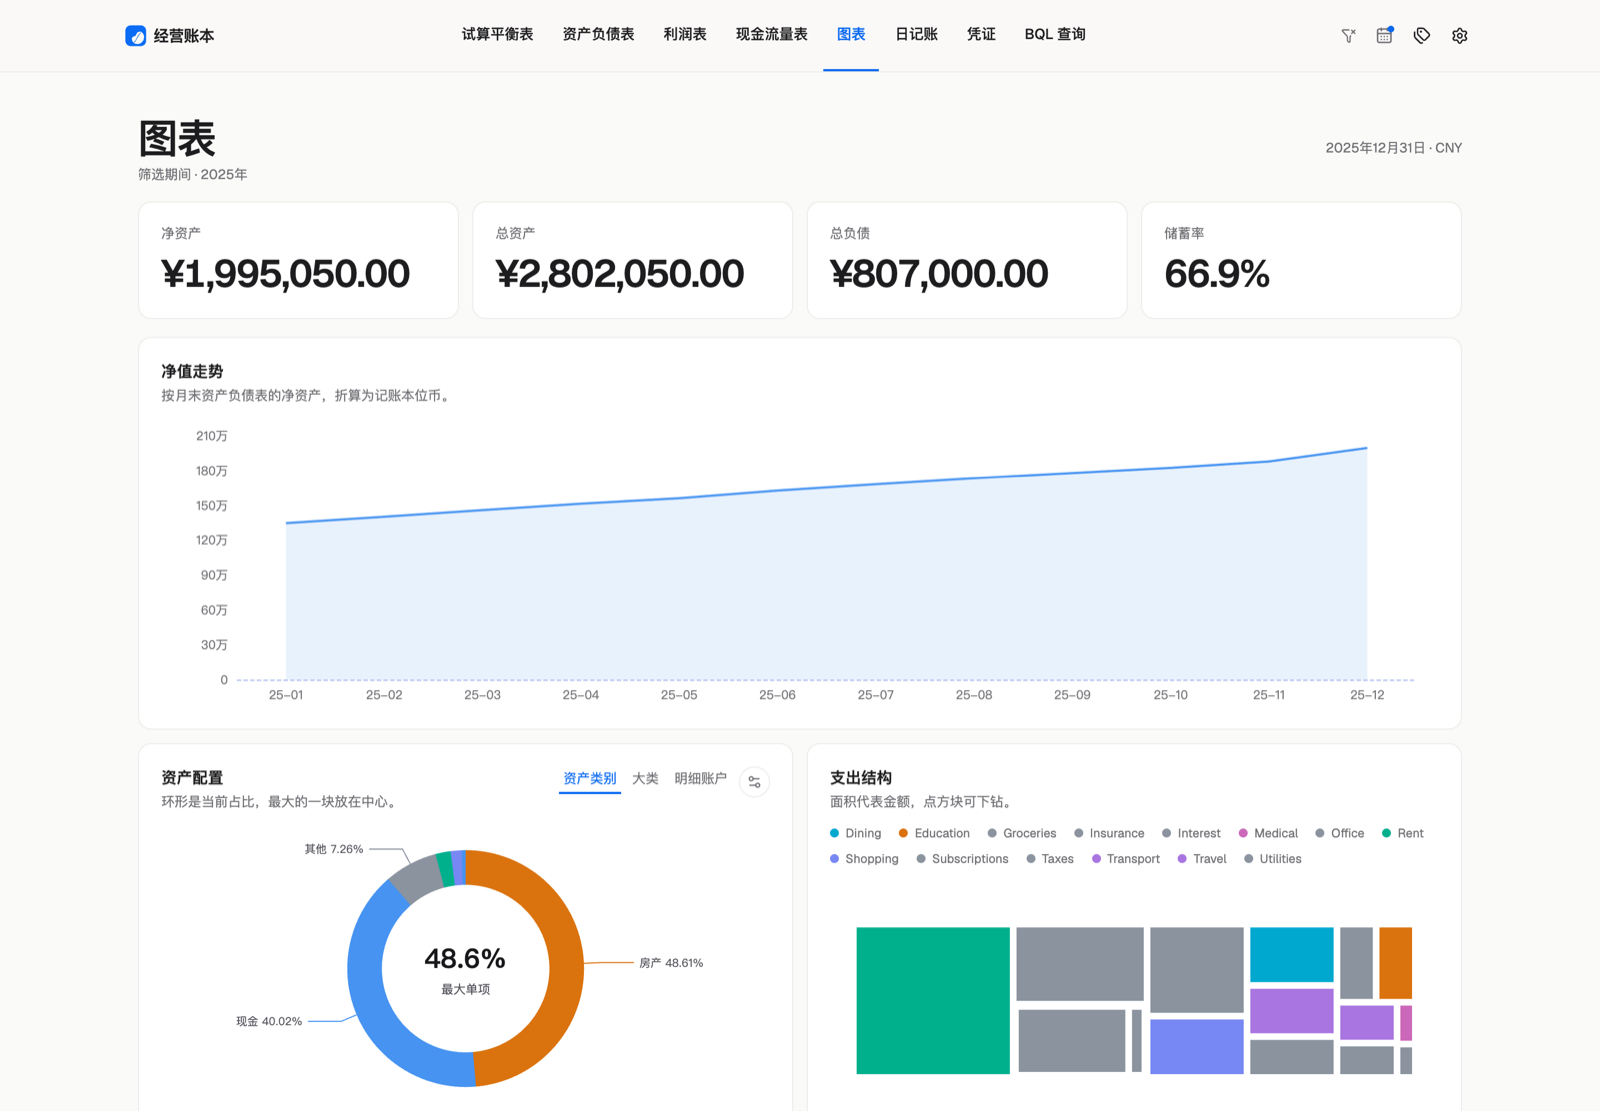 经营账本
试算平衡表 资产负债表 利润表 现金流量表 图表 日记账 凭证 BQL 查询
图表
2025年12月31日 · CNY
筛选期间 · 2025年
净资产
¥1,995,050.00
总资产
¥2,802,050.00
总负债
¥807,000.00
储蓄率
66.9%
净值走势
按月末资产负债表的净资产，折算为记账本位币。
210万
180万
150万
120万
90万
60万
30万
0
25-01 25-02 25-03 25-04 25-05 25-06 25-07 25-08 25-09 25-10 25-11 25-12
资产配置
资产类别 大类 明细账户
环形是当前占比，最大的一块放在中心。
其他 7.26%
48.6%
最大单项
房产 48.61%
现金 40.02%
支出结构
面积代表金额，点方块可下钻。
Dining Education Groceries Insurance Interest Medical Office Rent
Shopping Subscriptions Taxes Transport Travel Utilities